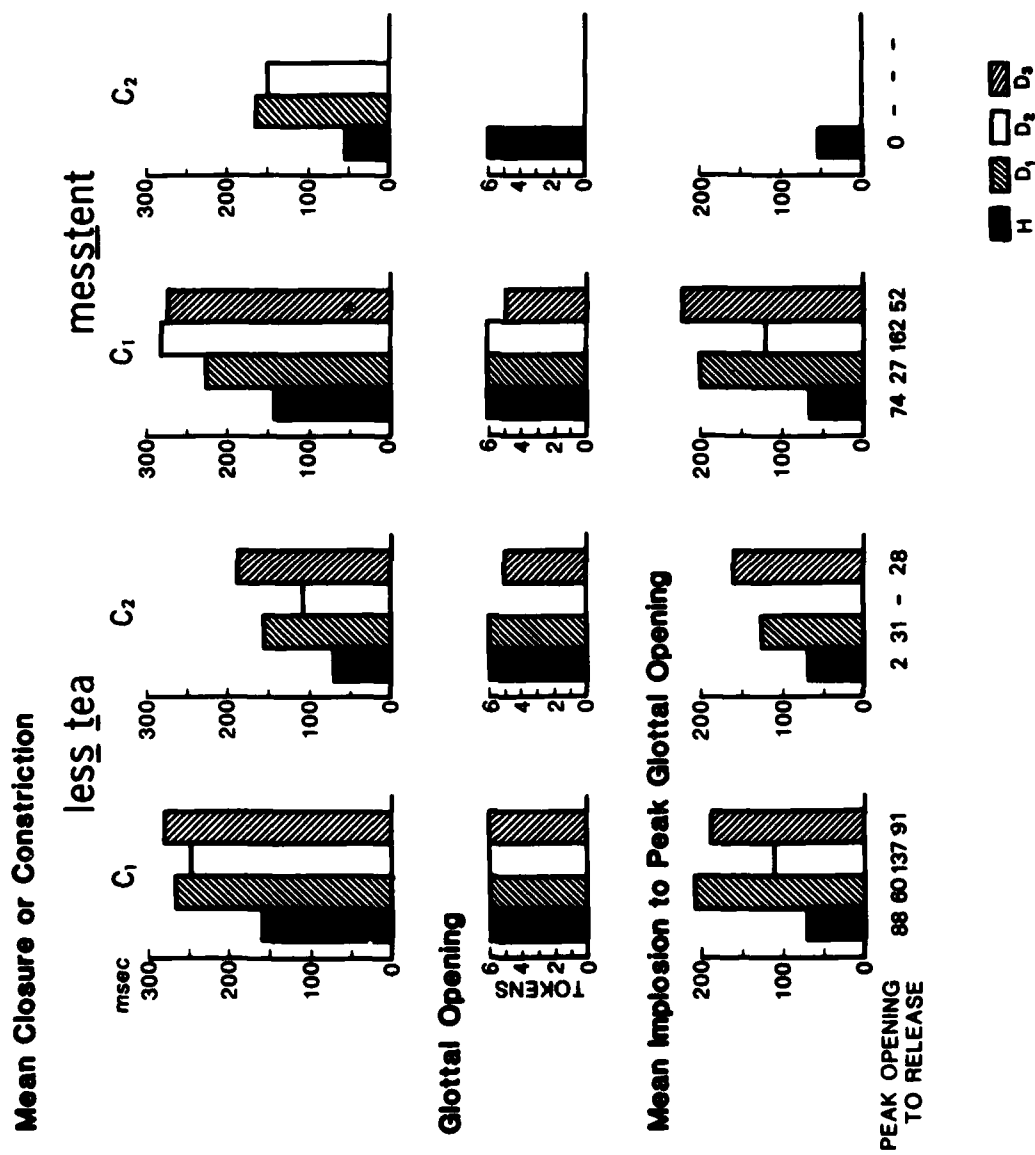 Mean Closure or Constriction
less tea
messtent
C1 C2 C1 C2
msec
300 300 300 300
200 200 200 200
100 100 100 100
0 0 0 0
Glottal Opening
TOKENS
6 6 6 6
4 4 4 4
2 2 2 2
0 0 0 0
Mean Implosion to Peak Glottal Opening
200 200 200 200
100 100 100 100
0 0 0 0
PEAK OPENING
TO RELEASE
88 60 137 91 2 31 – 28 74 27 162 52 0 – – –
H D1 D2 D3